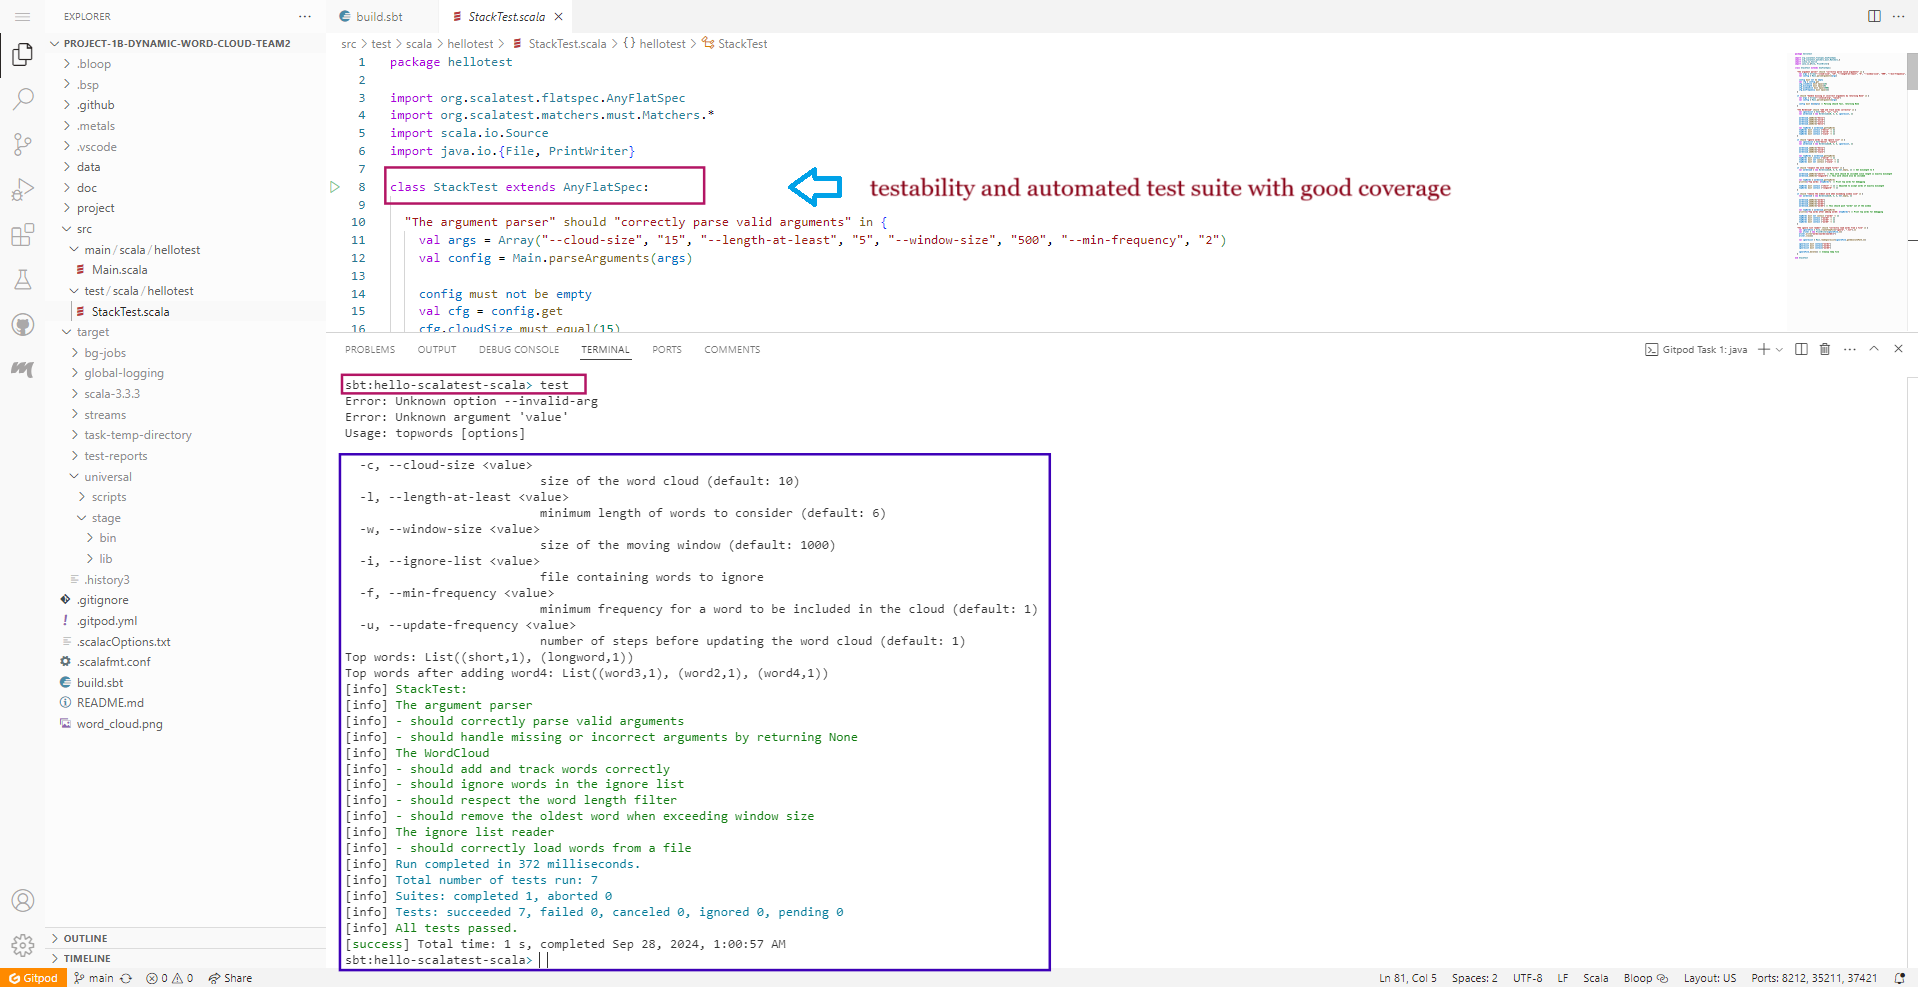 EXPLORER
PROJECT-1B-DYNAMIC-WORD-CLOUD-TEAM2
.bloop
.bsp
.github
.metals
.vscode
data
doc
project
src
main / scala / hellotest
Main.scala
test / scala / hellotest
StackTest.scala
target
bg-jobs
global-logging
scala-3.3.3
streams
task-temp-directory
test-reports
universal
scripts
stage
bin
lib
.history3
.gitignore
.gitpod.yml
.scalacOptions.txt
.scalafmt.conf
build.sbt
README.md
word_cloud.png
OUTLINE
TIMELINE
build.sbt StackTest.scala
src > test > scala > hellotest > StackTest.scala > {} hellotest > StackTest
1 package hellotest
2
3 import org.scalatest.flatspec.AnyFlatSpec
4 import org.scalatest.matchers.must.Matchers.*
5 import scala.io.Source
6 import java.io.{File, PrintWriter}
7
8 class StackTest extends AnyFlatSpec:
9
10 "The argument parser" should "correctly parse valid arguments" in {
11 val args = Array("--cloud-size", "15", "--length-at-least", "5", "--window-size", "500", "--min-frequency", "2")
12 val config = Main.parseArguments(args)
13
14 config must not be empty
15 val cfg = config.get
16 cfg.cloudSize must equal(15)
testability and automated test suite with good coverage
PROBLEMS OUTPUT DEBUG CONSOLE TERMINAL PORTS COMMENTS
Gitpod Task 1: java
sbt:hello-scalatest-scala> test
Error: Unknown option --invalid-arg
Error: Unknown argument 'value'
Usage: topwords [options]
-c, --cloud-size <value>
size of the word cloud (default: 10)
-l, --length-at-least <value>
minimum length of words to consider (default: 6)
-w, --window-size <value>
size of the moving window (default: 1000)
-i, --ignore-list <value>
file containing words to ignore
-f, --min-frequency <value>
minimum frequency for a word to be included in the cloud (default: 1)
-u, --update-frequency <value>
number of steps before updating the word cloud (default: 1)
Top words: List((short,1), (longword,1))
Top words after adding word4: List((word3,1), (word2,1), (word4,1))
[info] StackTest:
[info] The argument parser
[info] - should correctly parse valid arguments
[info] - should handle missing or incorrect arguments by returning None
[info] The WordCloud
[info] - should add and track words correctly
[info] - should ignore words in the ignore list
[info] - should respect the word length filter
[info] - should remove the oldest word when exceeding window size
[info] The ignore list reader
[info] - should correctly load words from a file
[info] Run completed in 372 milliseconds.
[info] Total number of tests run: 7
[info] Suites: completed 1, aborted 0
[info] Tests: succeeded 7, failed 0, canceled 0, ignored 0, pending 0
[info] All tests passed.
[success] Total time: 1 s, completed Sep 28, 2024, 1:00:57 AM
sbt:hello-scalatest-scala>
Gitpod main 0 0 Share Ln 81, Col 5 Spaces: 2 UTF-8 LF Scala Bloop Layout: US Ports: 8212, 35211, 37421